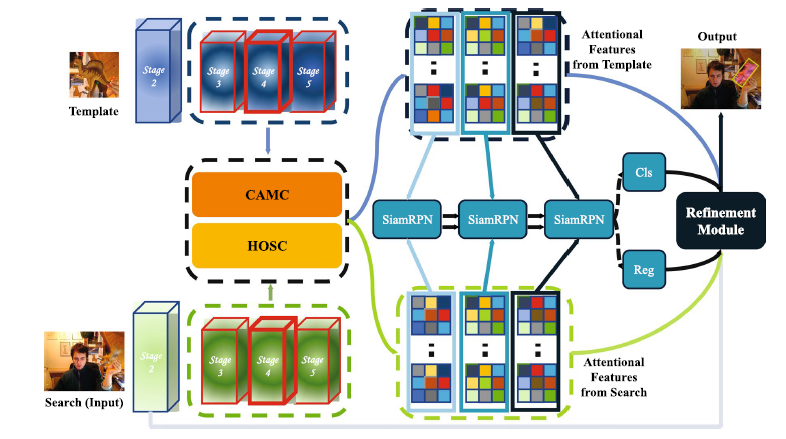 Template
Stage
2
Stage
3
Stage
4
Stage
5
Attentional
Features
from Template
Output
CAMC
HOSC
SiamRPN
SiamRPN
SiamRPN
Cls
Reg
Refinement
Module
Search (Input)
Stage
2
Stage
3
Stage
4
Stage
5
Attentional
Features
from Search